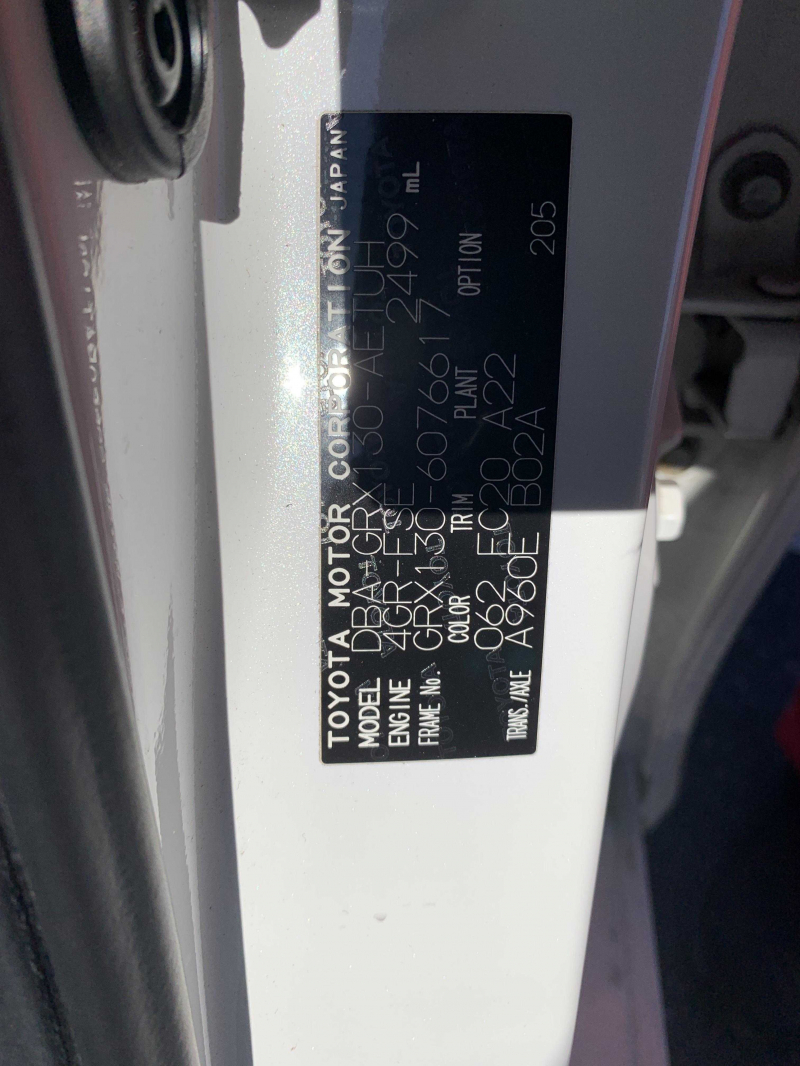 TOYOTA MOTOR CORPORATION JAPAN
MODEL DBA-GRX130-AETUH
ENGINE 4GR-FSE 2499 mL
FRAME No. GRX130-6076617
COLOR TRIM PLANT OPTION
062 FC20 A22
TRANS./AXLE A960E B02A 205